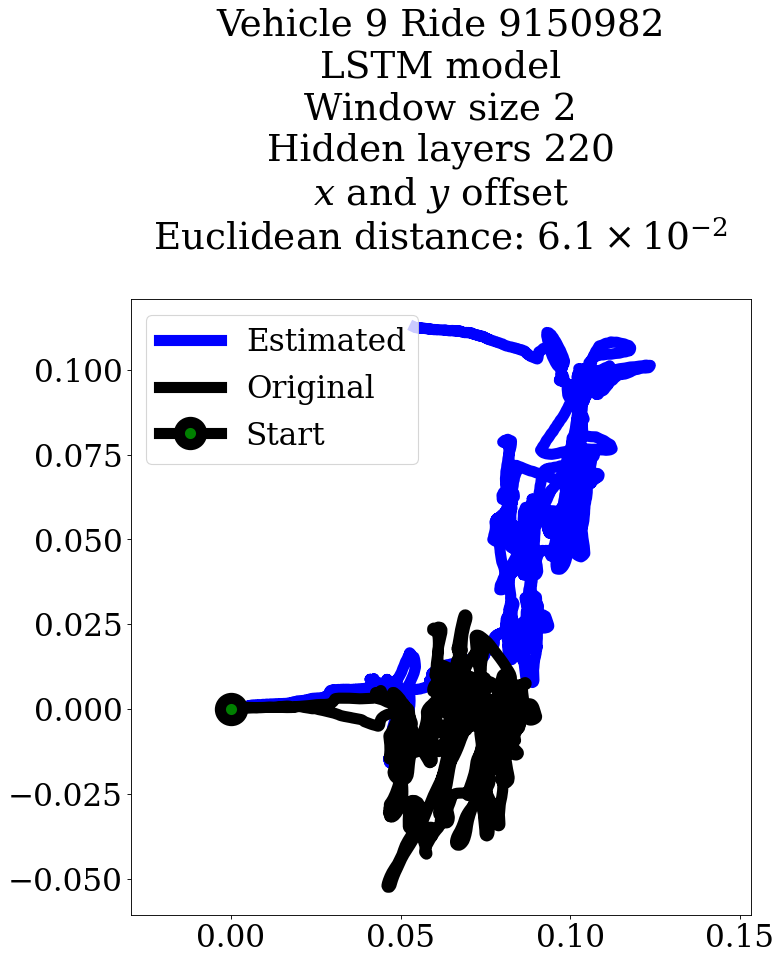 Vehicle 9 Ride 9150982
LSTM model
Window size 2
Hidden layers 220
x and y offset
Euclidean distance: 6.1 × 10⁻²
Estimated
Original
Start
0.100
0.075
0.050
0.025
0.000
−0.025
−0.050
0.00 0.05 0.10 0.15